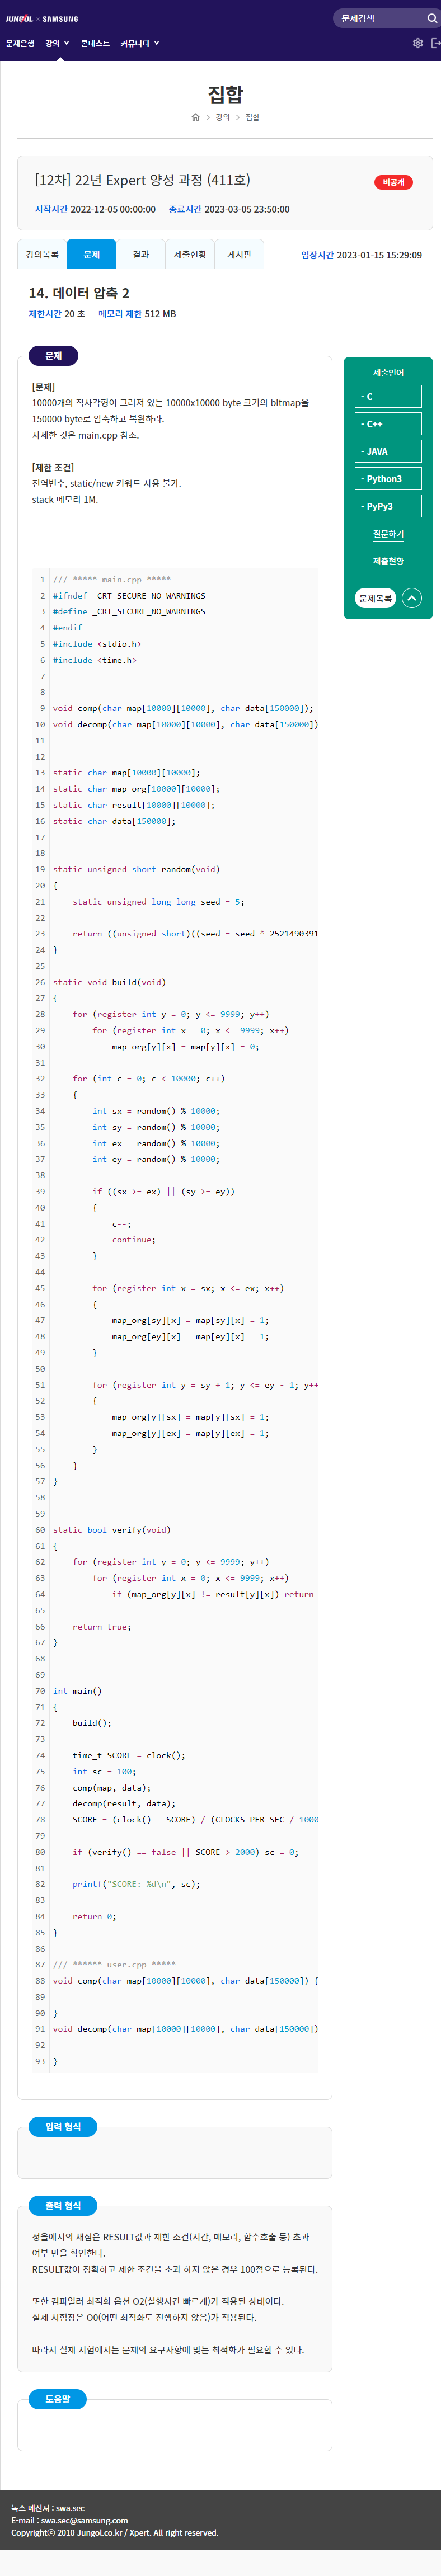 JUNGOL × SAMSUNG
문제검색
문제은행 강의 콘테스트 커뮤니티
집합
강의 집합
[12차] 22년 Expert 양성 과정 (411호)
비공개
시작시간 2022-12-05 00:00:00 종료시간 2023-03-05 23:50:00
강의목록 문제 결과 제출현황 게시판
입장시간 2023-01-15 15:29:09
14. 데이터 압축 2
제한시간 20 초 메모리 제한 512 MB
문제
[문제]
10000개의 직사각형이 그려져 있는 10000x10000 byte 크기의 bitmap을
150000 byte로 압축하고 복원하라.
자세한 것은 main.cpp 참조.
[제한 조건]
전역변수, static/new 키워드 사용 불가.
stack 메모리 1M.
제출언어
- C
- C++
- JAVA
- Python3
- PyPy3
질문하기
제출현황
문제목록
1 /// ***** main.cpp *****
2 #ifndef _CRT_SECURE_NO_WARNINGS
3 #define _CRT_SECURE_NO_WARNINGS
4 #endif
5 #include <stdio.h>
6 #include <time.h>
7
8
9 void comp(char map[10000][10000], char data[150000]);
10 void decomp(char map[10000][10000], char data[150000])
11
12
13 static char map[10000][10000];
14 static char map_org[10000][10000];
15 static char result[10000][10000];
16 static char data[150000];
17
18
19 static unsigned short random(void)
20 {
21 static unsigned long long seed = 5;
22
23 return ((unsigned short)((seed = seed * 2521490391
24 }
25
26 static void build(void)
27 {
28 for (register int y = 0; y <= 9999; y++)
29 for (register int x = 0; x <= 9999; x++)
30 map_org[y][x] = map[y][x] = 0;
31
32 for (int c = 0; c < 10000; c++)
33 {
34 int sx = random() % 10000;
35 int sy = random() % 10000;
36 int ex = random() % 10000;
37 int ey = random() % 10000;
38
39 if ((sx >= ex) || (sy >= ey))
40 {
41 c--;
42 continue;
43 }
44
45 for (register int x = sx; x <= ex; x++)
46 {
47 map_org[sy][x] = map[sy][x] = 1;
48 map_org[ey][x] = map[ey][x] = 1;
49 }
50
51 for (register int y = sy + 1; y <= ey - 1; y++
52 {
53 map_org[y][sx] = map[y][sx] = 1;
54 map_org[y][ex] = map[y][ex] = 1;
55 }
56 }
57 }
58
59
60 static bool verify(void)
61 {
62 for (register int y = 0; y <= 9999; y++)
63 for (register int x = 0; x <= 9999; x++)
64 if (map_org[y][x] != result[y][x]) return
65
66 return true;
67 }
68
69
70 int main()
71 {
72 build();
73
74 time_t SCORE = clock();
75 int sc = 100;
76 comp(map, data);
77 decomp(result, data);
78 SCORE = (clock() - SCORE) / (CLOCKS_PER_SEC / 1000
79
80 if (verify() == false || SCORE > 2000) sc = 0;
81
82 printf("SCORE: %d\n", sc);
83
84 return 0;
85 }
86
87 /// ****** user.cpp *****
88 void comp(char map[10000][10000], char data[150000]) {
89
90 }
91 void decomp(char map[10000][10000], char data[150000])
92
93 }
입력 형식
출력 형식
정올에서의 채점은 RESULT값과 제한 조건(시간, 메모리, 함수호출 등) 초과
여부 만을 확인한다.
RESULT값이 정확하고 제한 조건을 초과 하지 않은 경우 100점으로 등록된다.
또한 컴파일러 최적화 옵션 O2(실행시간 빠르게)가 적용된 상태이다.
실제 시험장은 O0(어떤 최적화도 진행하지 않음)가 적용된다.
따라서 실제 시험에서는 문제의 요구사항에 맞는 최적화가 필요할 수 있다.
도움말
녹스 메신져 : swa.sec
E-mail : swa.sec@samsung.com
Copyrightⓒ 2010 Jungol.co.kr / Xpert. All right reserved.